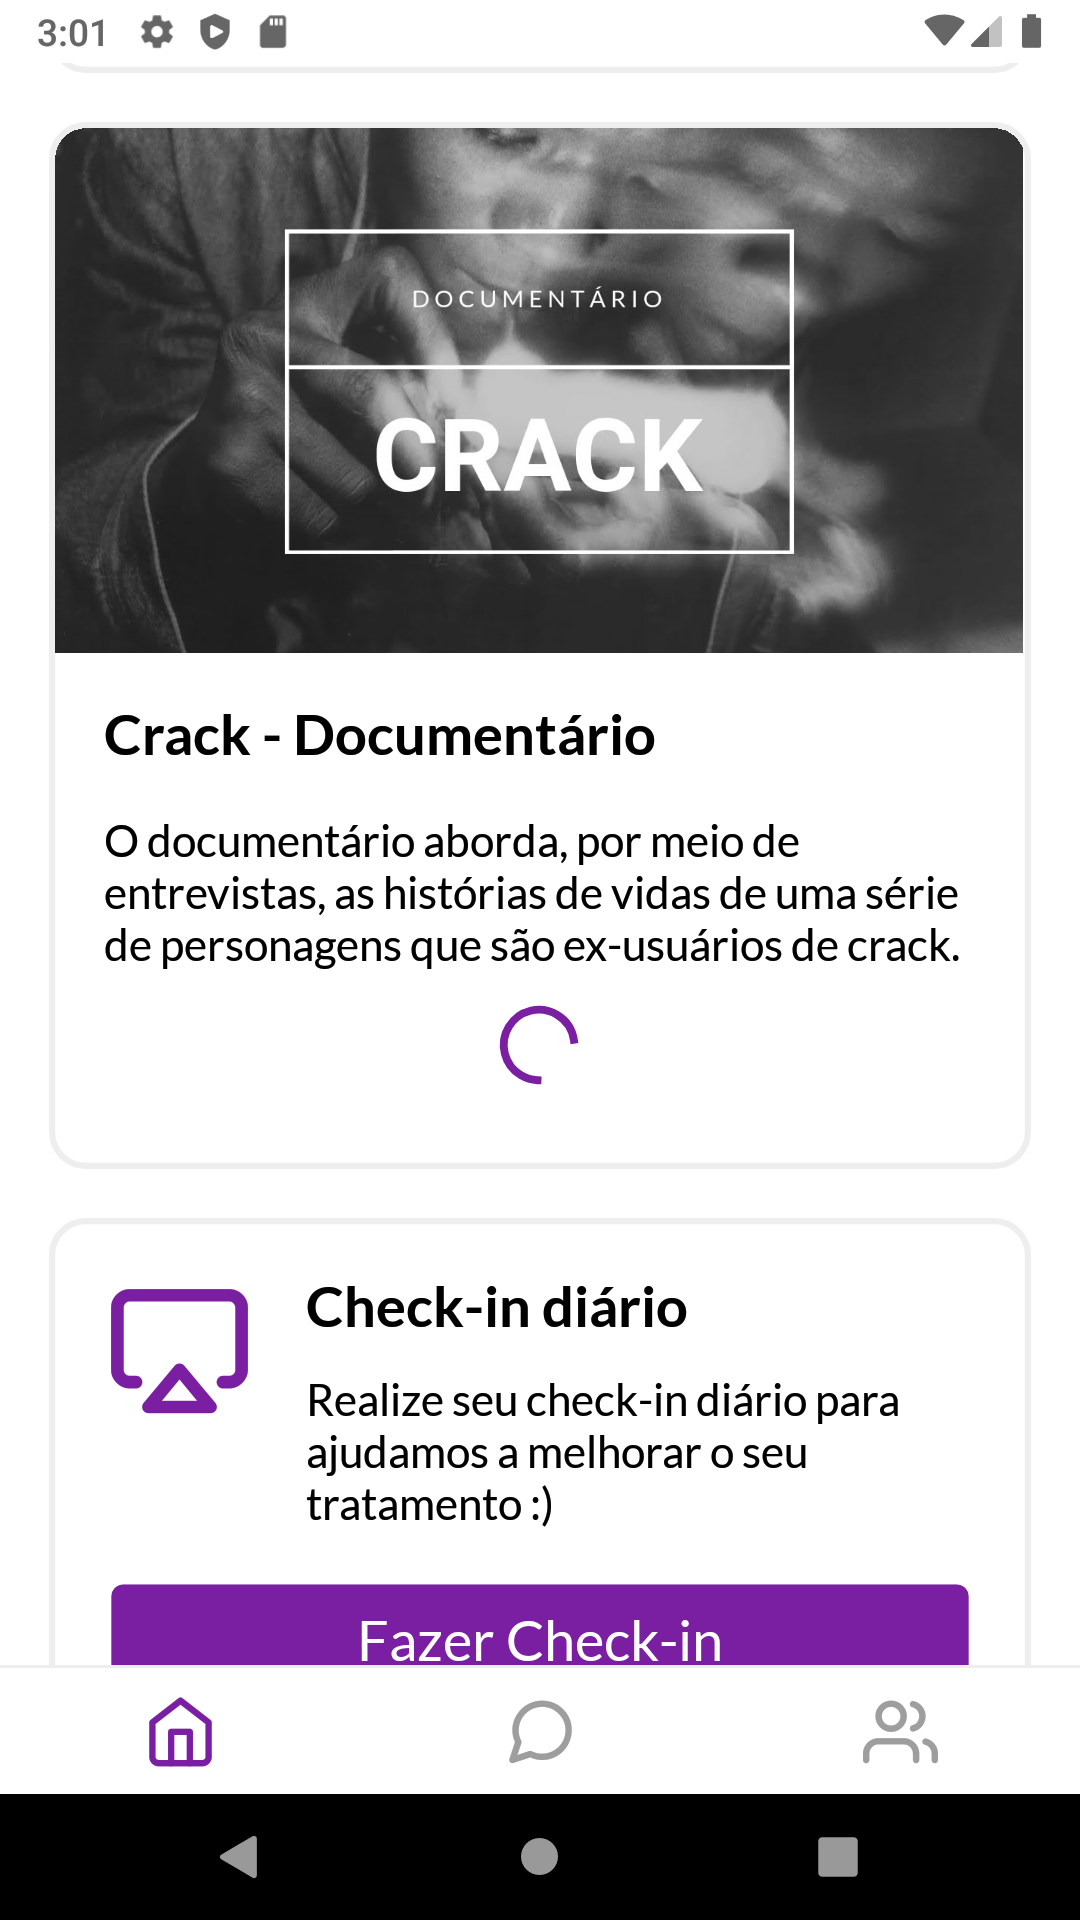 3:01
DOCUMENTÁRIO
CRACK
Crack - Documentário
O documentário aborda, por meio de
entrevistas, as histórias de vidas de uma série
de personagens que são ex-usuários de crack.
Check-in diário
Realize seu check-in diário para
ajudamos a melhorar o seu
tratamento :)
Fazer Check-in